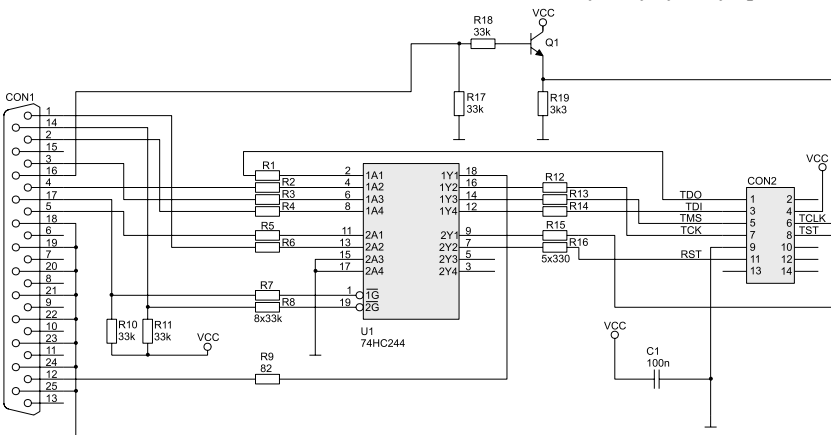 VCC
R18
33k
Q1
CON1
R17
33k
R19
3k3
1
14
2
15
3
16
4
17
5
18
6
19
7
20
8
21
9
22
10
23
11
24
12
25
13
R1
R2
R3
R4
R5
R6
R7
R8
8x33k
R9
82
R10
33k
R11
33k
VCC
2 1A1 1Y1 18
4 1A2 1Y2 16
6 1A3 1Y3 14
8 1A4 1Y4 12
11 2A1 2Y1 9
13 2A2 2Y2 7
15 2A3 2Y3 5
17 2A4 2Y4 3
1 1G
19 2G
U1
74HC244
R12
R13
R14
R15
R16
5x330
VCC
CON2
TDO 1 2
TDI 3 4
TMS 5 6 TCLK
TCK 7 8 TST
9 10
RST 11 12
13 14
VCC
C1
100n